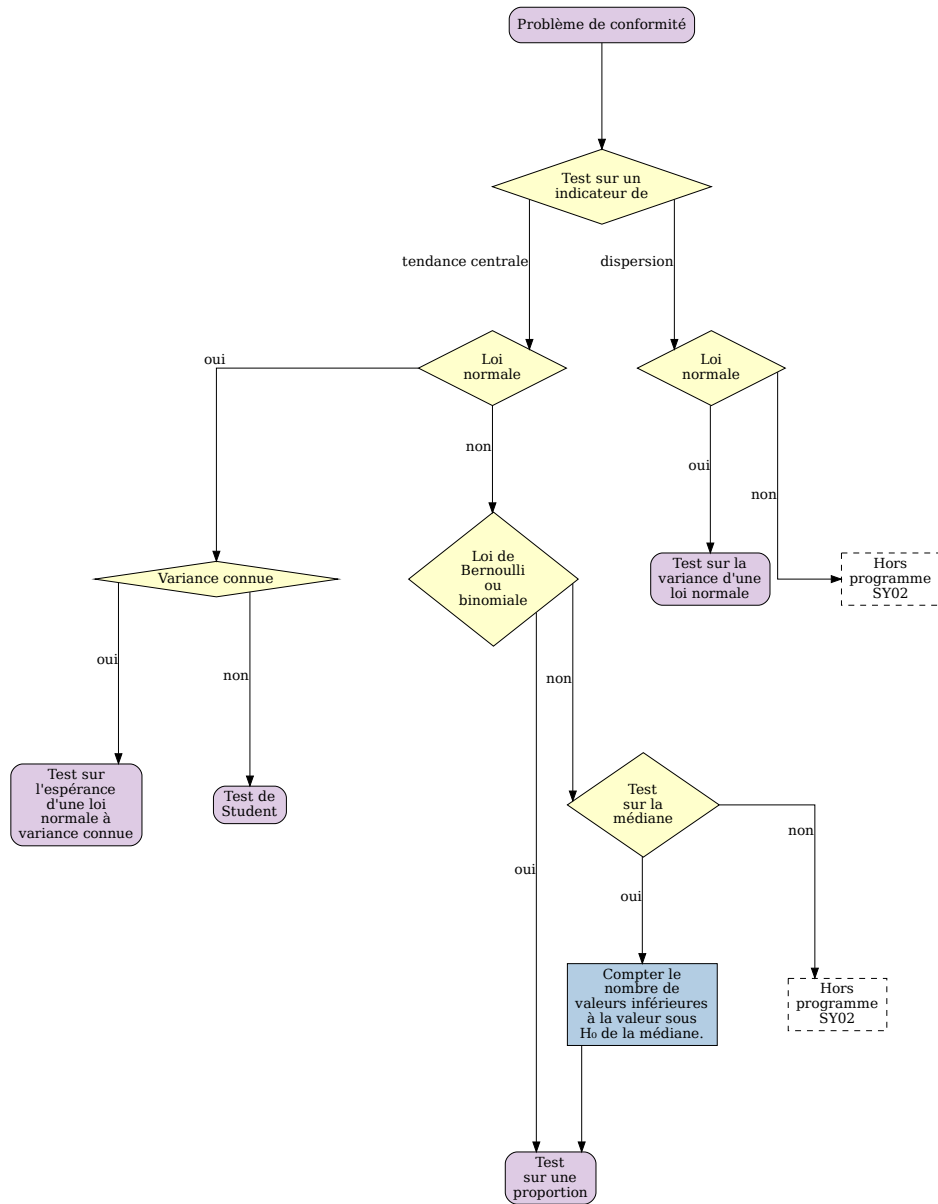 Problème de conformité
Test sur un
indicateur de
tendance centrale
dispersion
Loi
normale
Loi
normale
oui
non
oui
non
Variance connue
Loi de
Bernoulli
ou
binomiale
Test sur la
variance d'une
loi normale
Hors
programme
SY02
oui
non
non
Test sur
l'espérance
d'une loi
normale à
variance connue
Test de
Student
Test
sur la
médiane
oui
oui
non
Compter le
nombre de
valeurs inférieures
à la valeur sous
H₀ de la médiane.
Hors
programme
SY02
Test
sur une
proportion